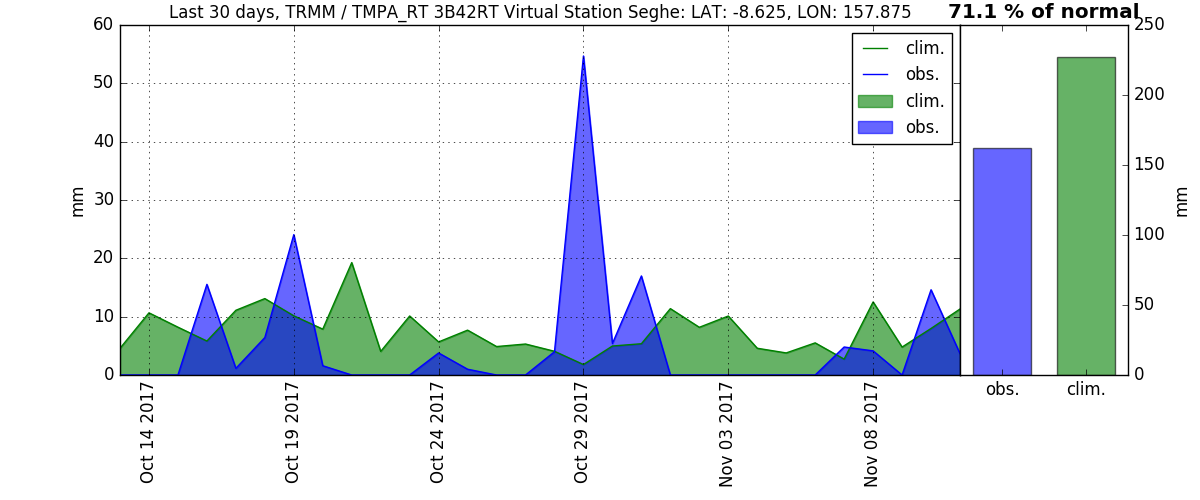 Last 30 days, TRMM / TMPA_RT 3B42RT Virtual Station Seghe: LAT: -8.625, LON: 157.875
71.1 % of normal
60
50
40
30
20
10
0
mm
clim.
obs.
clim.
obs.
250
200
150
100
50
0
mm
obs.
clim.
Oct 14 2017
Oct 19 2017
Oct 24 2017
Oct 29 2017
Nov 03 2017
Nov 08 2017